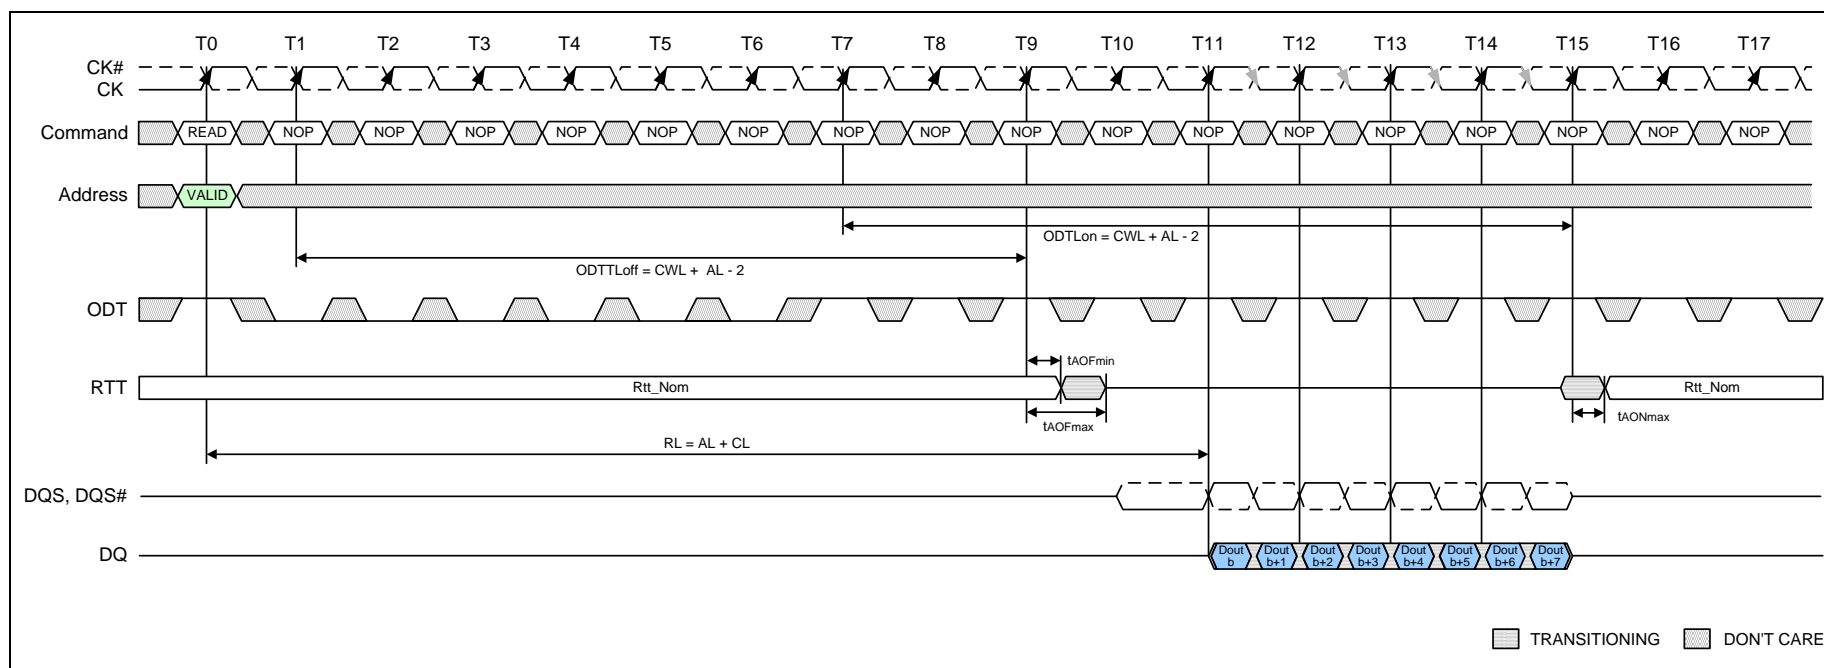 T0 T1 T2 T3 T4 T5 T6 T7 T8 T9 T10 T11 T12 T13 T14 T15 T16 T17
CK#
CK
Command READ NOP NOP NOP NOP NOP NOP NOP NOP NOP NOP NOP NOP NOP NOP NOP NOP NOP
Address VALID
ODTLon = CWL + AL - 2
ODTTLoff = CWL + AL - 2
ODT
tAOFmin
RTT Rtt_Nom Rtt_Nom
tAOFmax tAONmax
RL = AL + CL
DQS, DQS#
DQ Dout b Dout b+1 Dout b+2 Dout b+3 Dout b+4 Dout b+5 Dout b+6 Dout b+7
TRANSITIONING DON'T CARE